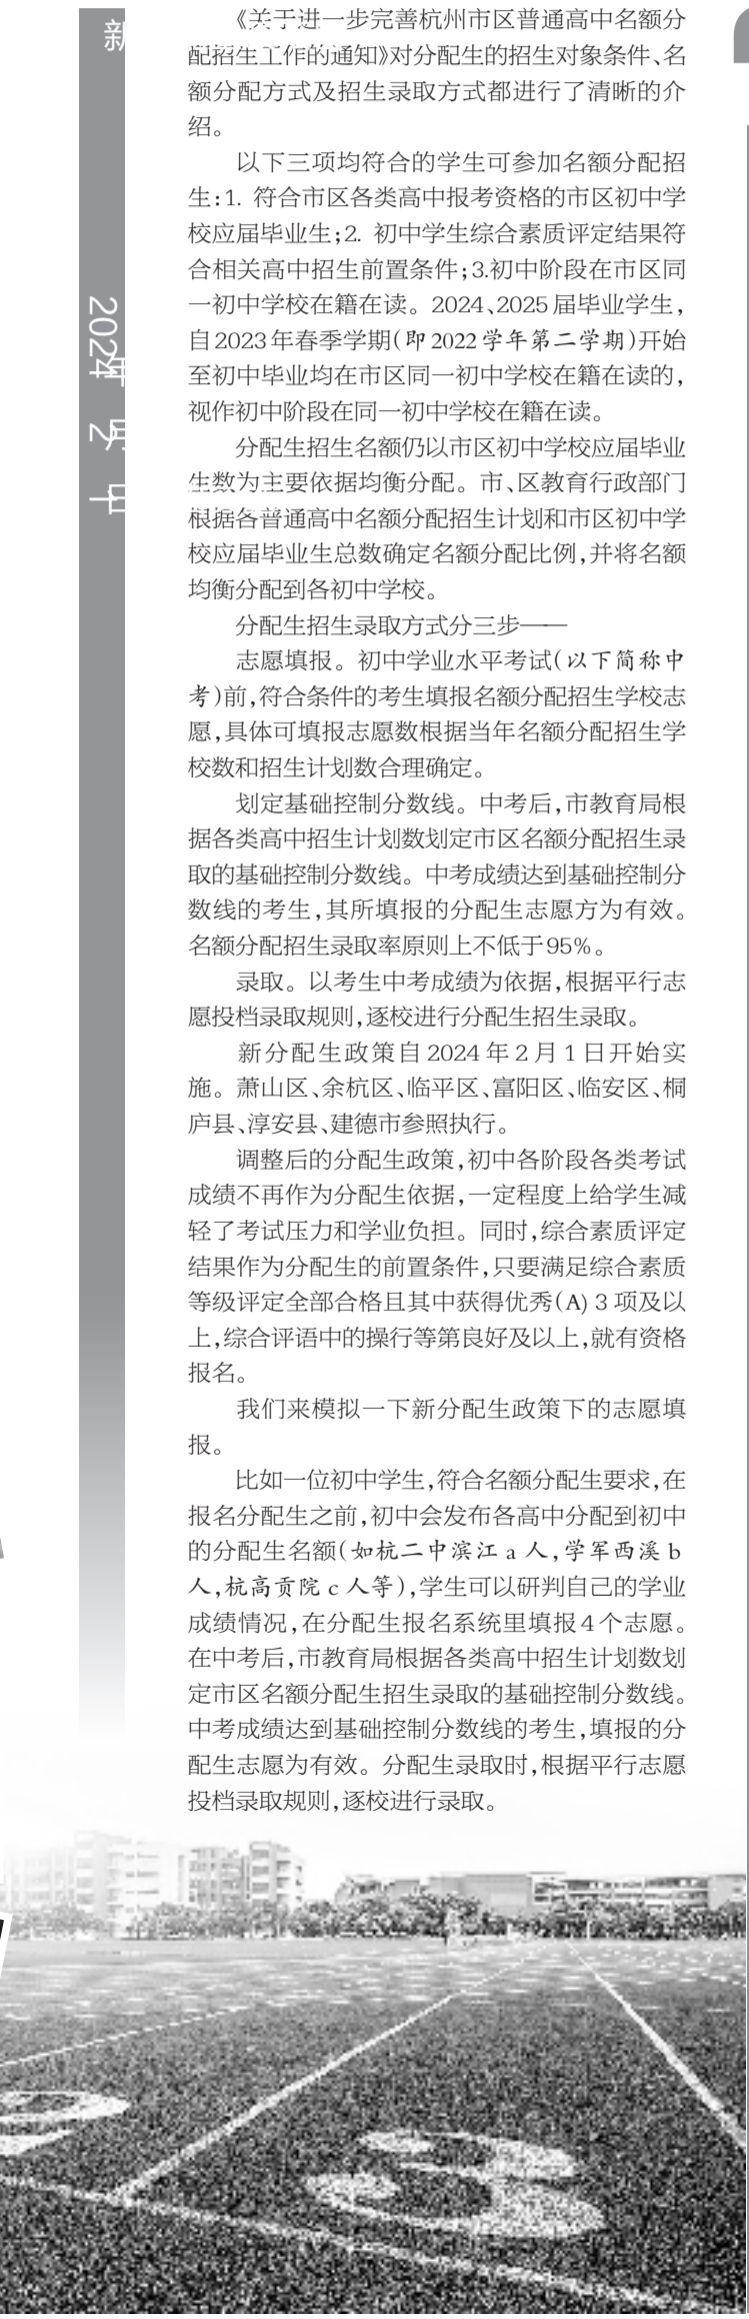 新
2024年2月1日
《关于进一步完善杭州市区普通高中名额分
配招生工作的通知》对分配生的招生对象条件、名
额分配方式及招生录取方式都进行了清晰的介
绍。
以下三项均符合的学生可参加名额分配招
生:1. 符合市区各类高中报考资格的市区初中学
校应届毕业生;2. 初中学生综合素质评定结果符
合相关高中招生前置条件;3.初中阶段在市区同
一初中学校在籍在读。2024、2025届毕业学生,
自2023年春季学期(即2022学年第二学期)开始
至初中毕业均在市区同一初中学校在籍在读的,
视作初中阶段在同一初中学校在籍在读。
分配生招生名额仍以市区初中学校应届毕业
生数为主要依据均衡分配。市、区教育行政部门
根据各普通高中名额分配招生计划和市区初中学
校应届毕业生总数确定名额分配比例,并将名额
均衡分配到各初中学校。
分配生招生录取方式分三步——
志愿填报。初中学业水平考试(以下简称中
考)前,符合条件的考生填报名额分配招生学校志
愿,具体可填报志愿数根据当年名额分配招生学
校数和招生计划数合理确定。
划定基础控制分数线。中考后,市教育局根
据各类高中招生计划数划定市区名额分配招生录
取的基础控制分数线。中考成绩达到基础控制分
数线的考生,其所填报的分配生志愿方为有效。
名额分配招生录取率原则上不低于95%。
录取。以考生中考成绩为依据,根据平行志
愿投档录取规则,逐校进行分配生招生录取。
新分配生政策自2024年2月1日开始实
施。萧山区、余杭区、临平区、富阳区、临安区、桐
庐县、淳安县、建德市参照执行。
调整后的分配生政策,初中各阶段各类考试
成绩不再作为分配生依据,一定程度上给学生减
轻了考试压力和学业负担。同时,综合素质评定
结果作为分配生的前置条件,只要满足综合素质
等级评定全部合格且其中获得优秀(A)3项及以
上,综合评语中的操行等第良好及以上,就有资格
报名。
我们来模拟一下新分配生政策下的志愿填
报。
比如一位初中学生,符合名额分配生要求,在
报名分配生之前,初中会发布各高中分配到初中
的分配生名额(如杭二中滨江a人,学军西溪b
人,杭高贡院c人等),学生可以研判自己的学业
成绩情况,在分配生报名系统里填报4个志愿。
在中考后,市教育局根据各类高中招生计划数划
定市区名额分配生招生录取的基础控制分数线。
中考成绩达到基础控制分数线的考生,填报的分
配生志愿为有效。分配生录取时,根据平行志愿
投档录取规则,逐校进行录取。
3